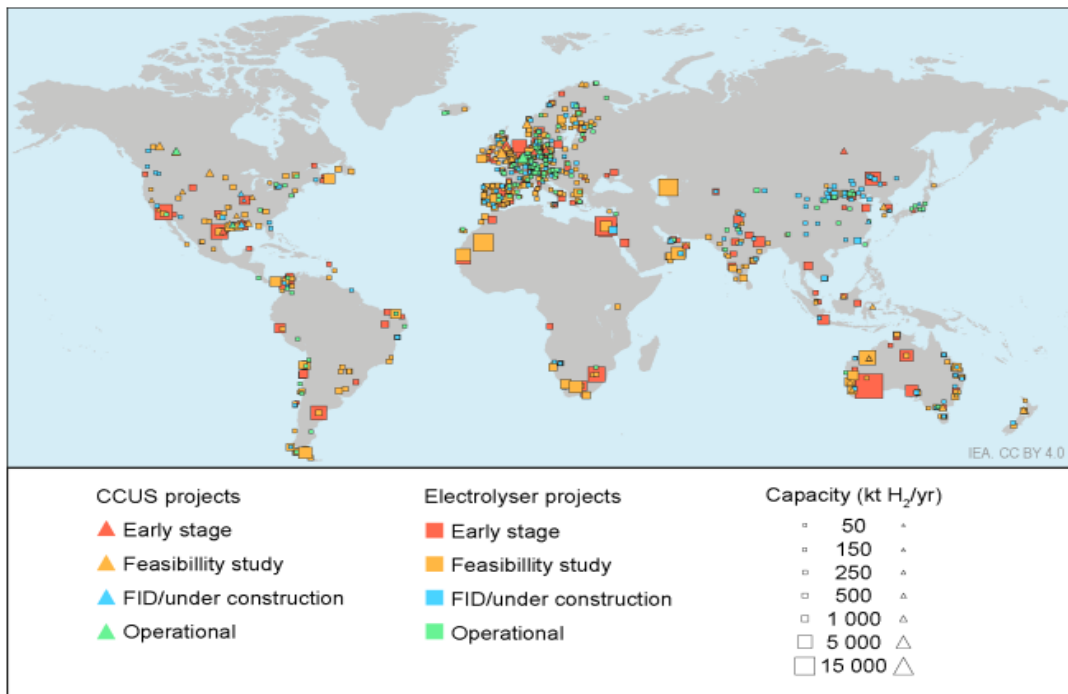 IEA. CC BY 4.0
CCUS projects
Early stage
Feasibillity study
FID/under construction
Operational
Electrolyser projects
Early stage
Feasibillity study
FID/under construction
Operational
Capacity (kt H₂/yr)
50
150
250
500
1 000
5 000
15 000